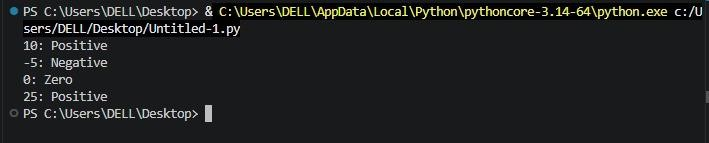 PS C:\Users\DELL\Desktop> & C:\Users\DELL\AppData\Local\Python\pythoncore-3.14-64\python.exe c:/U
sers/DELL/Desktop/Untitled-1.py
10: Positive
-5: Negative
0: Zero
25: Positive
PS C:\Users\DELL\Desktop>